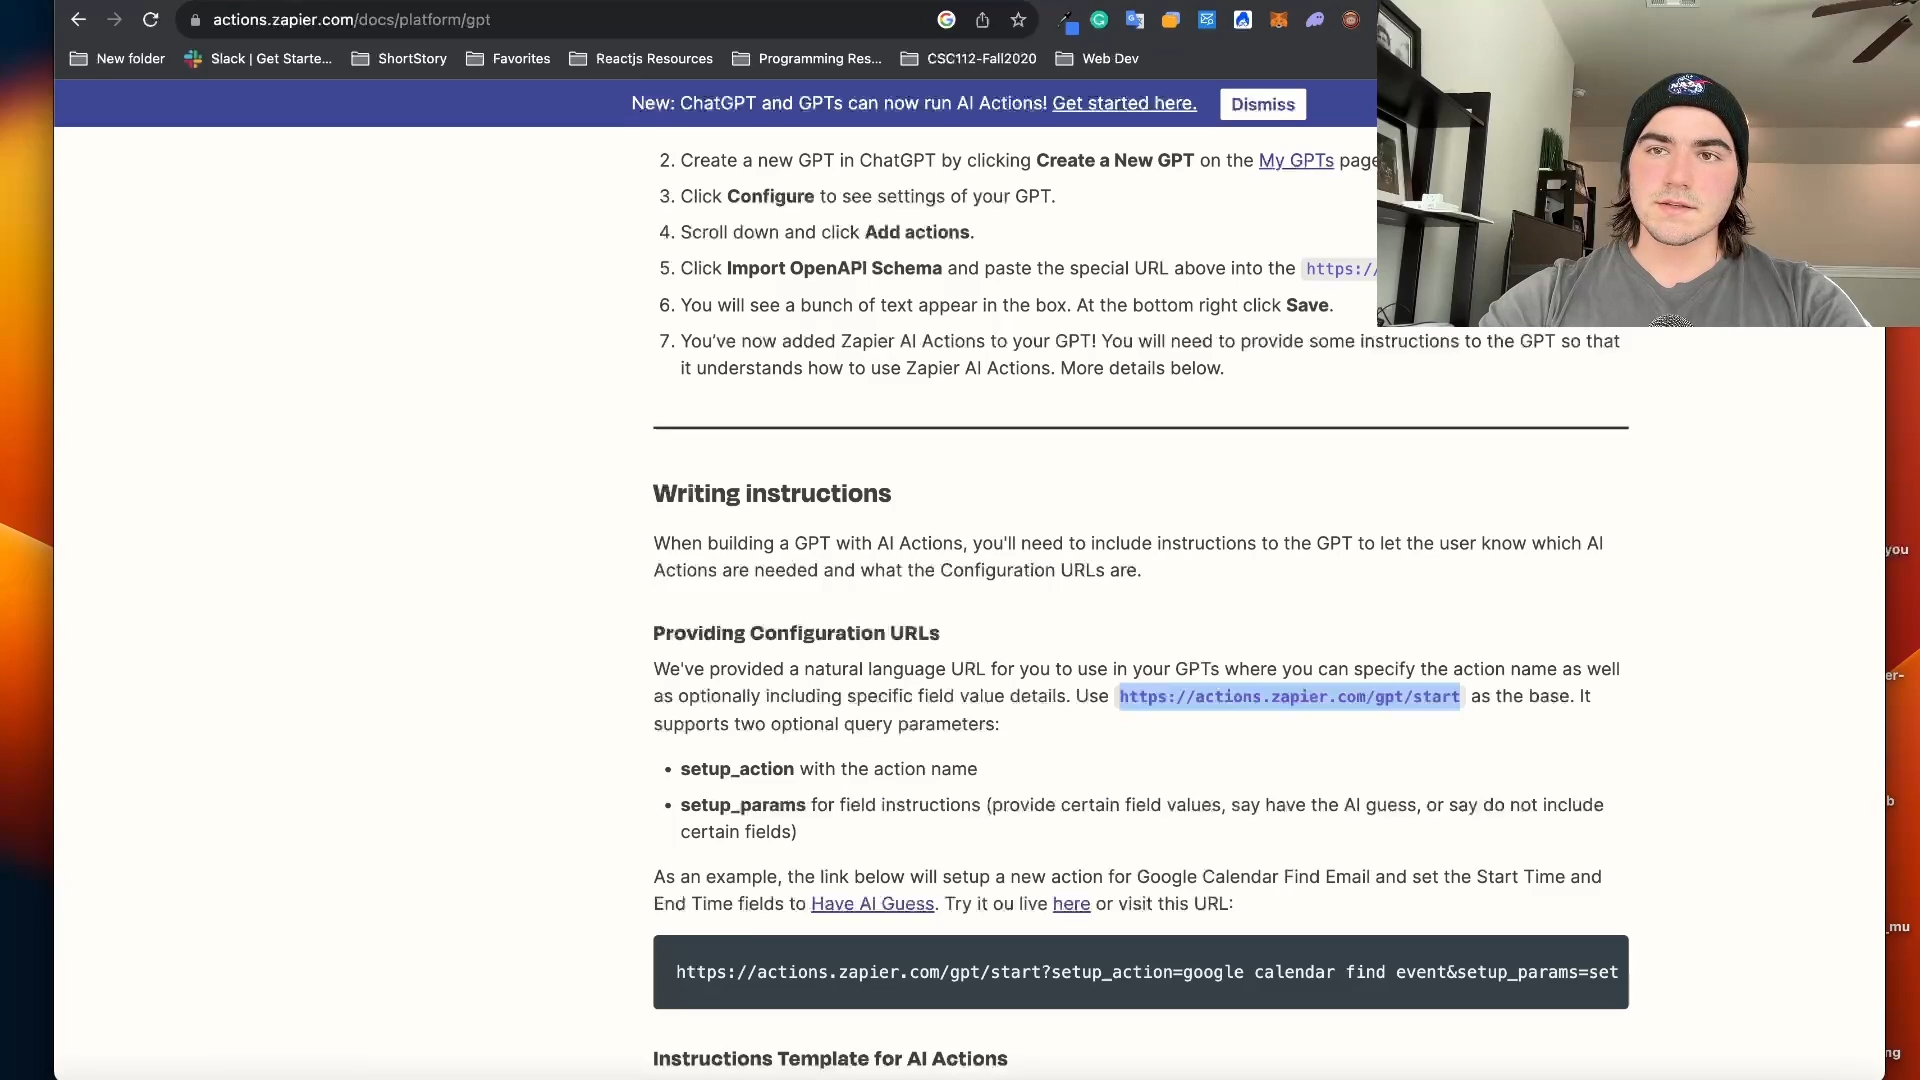 actions.zapier.com/docs/platform/gpt
New folder
Slack | Get Starte...
ShortStory
Favorites
Reactjs Resources
Programming Res...
CSC112-Fall2020
Web Dev
New: ChatGPT and GPTs can now run AI Actions! Get started here.
Dismiss
2. Create a new GPT in ChatGPT by clicking Create a New GPT on the My GPTs page
3. Click Configure to see settings of your GPT.
4. Scroll down and click Add actions.
5. Click Import OpenAPI Schema and paste the special URL above into the https://
6. You will see a bunch of text appear in the box. At the bottom right click Save.
7. You've now added Zapier AI Actions to your GPT! You will need to provide some instructions to the GPT so that
it understands how to use Zapier AI Actions. More details below.
Writing instructions
When building a GPT with AI Actions, you'll need to include instructions to the GPT to let the user know which AI
Actions are needed and what the Configuration URLs are.
Providing Configuration URLs
We've provided a natural language URL for you to use in your GPTs where you can specify the action name as well
as optionally including specific field value details. Use https://actions.zapier.com/gpt/start as the base. It
supports two optional query parameters:
• setup_action with the action name
• setup_params for field instructions (provide certain field values, say have the AI guess, or say do not include
certain fields)
As an example, the link below will setup a new action for Google Calendar Find Email and set the Start Time and
End Time fields to Have AI Guess. Try it ou live here or visit this URL:
https://actions.zapier.com/gpt/start?setup_action=google calendar find event&setup_params=set
Instructions Template for AI Actions
you
er-
b
_mu
ng